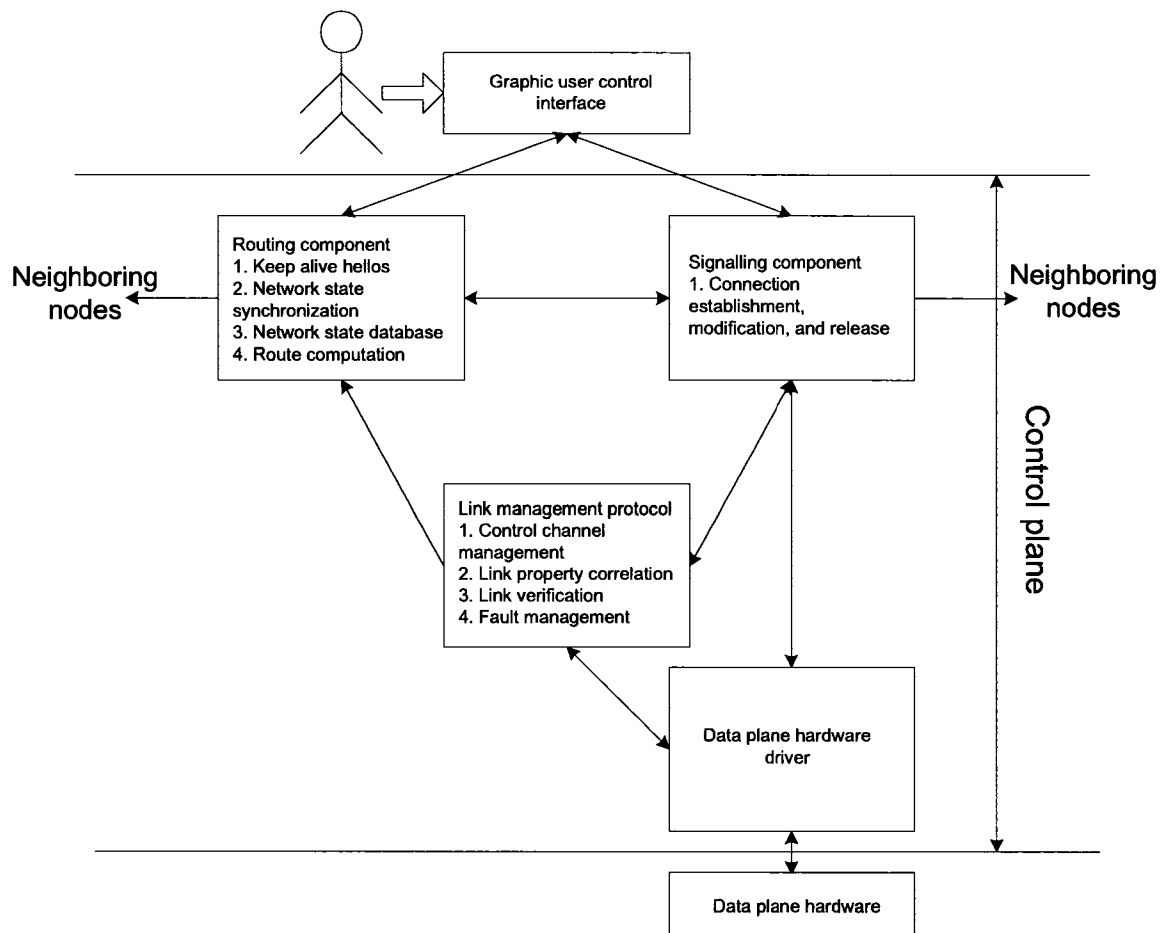 Graphic user control
interface
Routing component
1. Keep alive hellos
2. Network state
synchronization
3. Network state database
4. Route computation
Signalling component
1. Connection
establishment,
modification, and release
Neighboring
nodes
Neighboring
nodes
Control plane
Link management protocol
1. Control channel
management
2. Link property correlation
3. Link verification
4. Fault management
Data plane hardware
driver
Data plane hardware